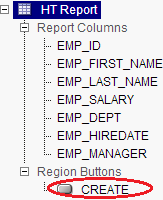 HT Report
Report Columns
EMP_ID
EMP_FIRST_NAME
EMP_LAST_NAME
EMP_SALARY
EMP_DEPT
EMP_HIREDATE
EMP_MANAGER
Region Buttons
CREATE